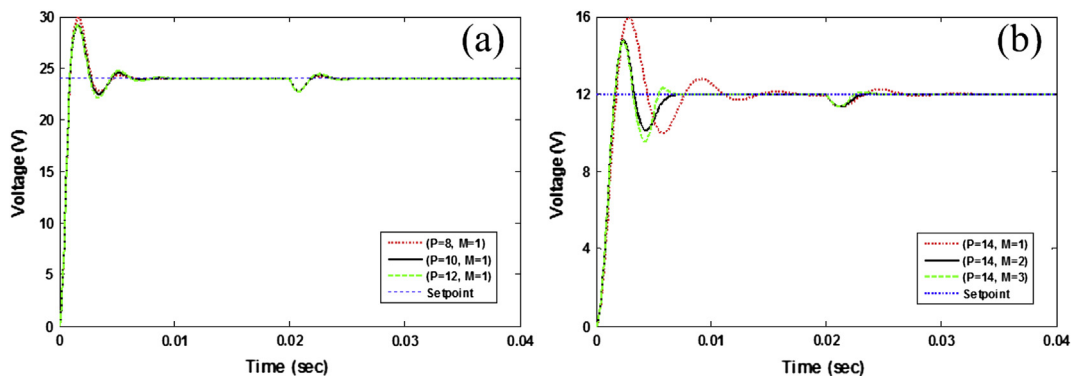 (a)
Voltage (V)
30
25
20
15
10
5
0
(P=8, M=1)
(P=10, M=1)
(P=12, M=1)
Setpoint
0
0.01
0.02
0.03
0.04
Time (sec)
(b)
Voltage (V)
16
12
8
4
0
(P=14, M=1)
(P=14, M=2)
(P=14, M=3)
Setpoint
0
0.01
0.02
0.03
0.04
Time (sec)